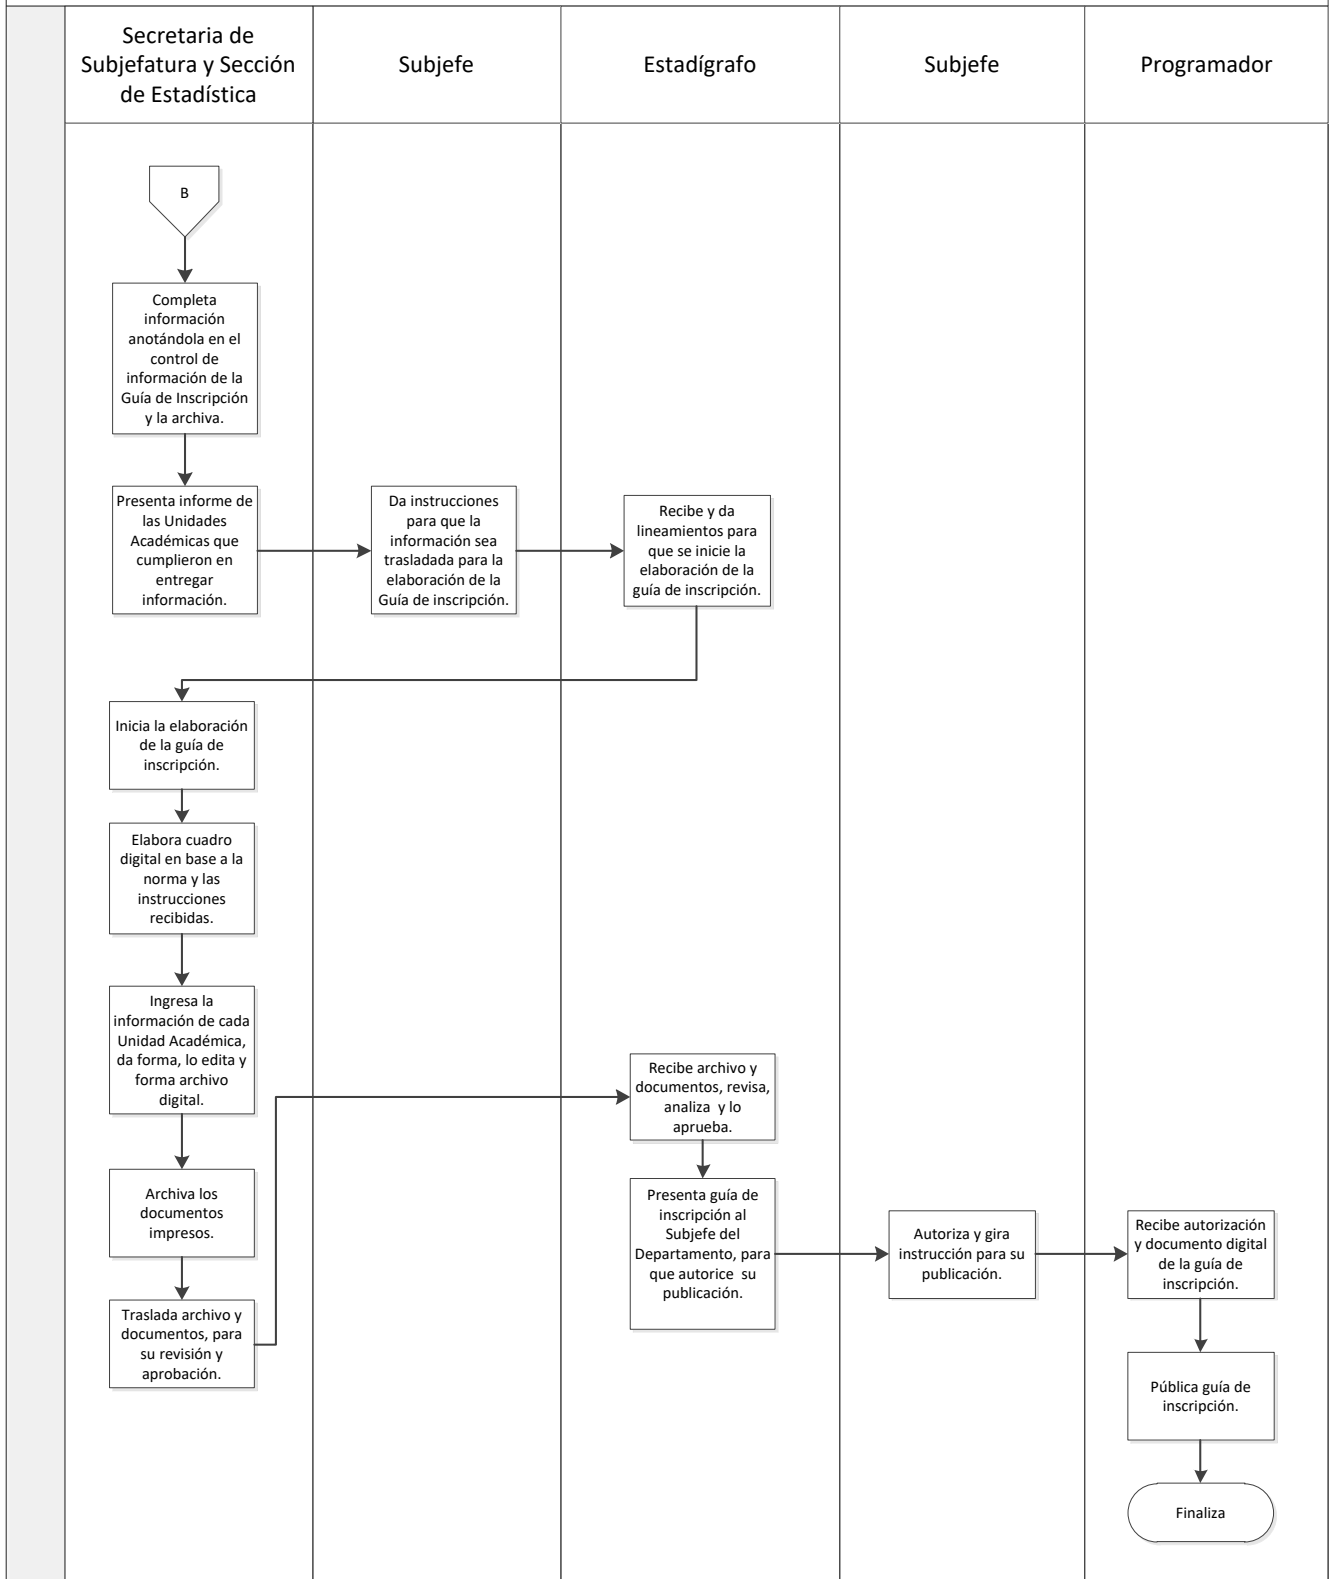 Secretaria de
Subjefatura y Sección
de Estadística
Subjefe
Estadígrafo
Subjefe
Programador
B
Completa
información
anotándola en el
control de
información de la
Guía de Inscripción
y la archiva.
Presenta informe de
las Unidades
Académicas que
cumplieron en
entregar
información.
Da instrucciones
para que la
información sea
trasladada para la
elaboración de la
Guía de inscripción.
Recibe y da
lineamientos para
que se inicie la
elaboración de la
guía de inscripción.
Inicia la elaboración
de la guía de
inscripción.
Elabora cuadro
digital en base a la
norma y las
instrucciones
recibidas.
Ingresa la
información de cada
Unidad Académica,
da forma, lo edita y
forma archivo
digital.
Archiva los
documentos
impresos.
Traslada archivo y
documentos, para
su revisión y
aprobación.
Recibe archivo y
documentos, revisa,
analiza y lo
aprueba.
Presenta guía de
inscripción al
Subjefe del
Departamento, para
que autorice su
publicación.
Autoriza y gira
instrucción para su
publicación.
Recibe autorización
y documento digital
de la guía de
inscripción.
Pública guía de
inscripción.
Finaliza